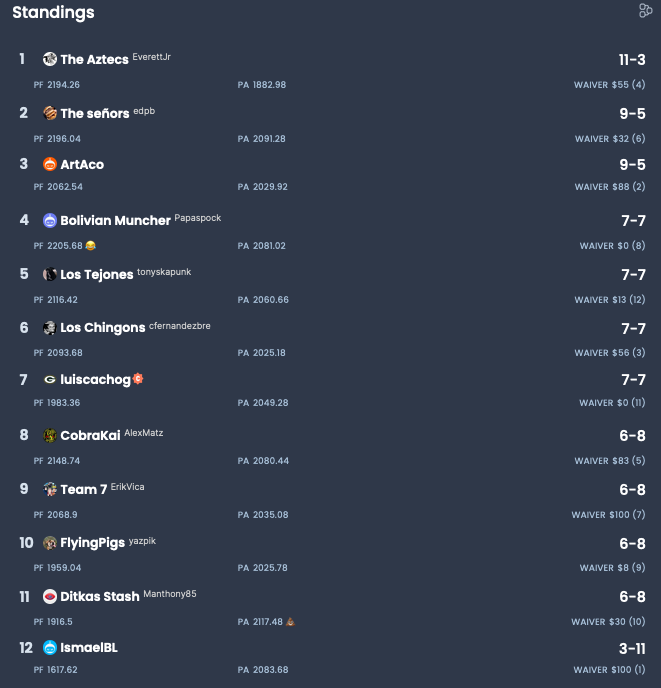 Standings
1 The Aztecs EverettJr 11-3
PF 2194.26 PA 1882.98 WAIVER $55 (4)
2 The señors edpb 9-5
PF 2196.04 PA 2091.28 WAIVER $32 (6)
3 ArtAco 9-5
PF 2062.54 PA 2029.92 WAIVER $88 (2)
4 Bolivian Muncher Papaspock 7-7
PF 2205.68 😂 PA 2081.02 WAIVER $0 (8)
5 Los Tejones tonyskapunk 7-7
PF 2116.42 PA 2060.66 WAIVER $13 (12)
6 Los Chingons cfernandezbre 7-7
PF 2093.68 PA 2025.18 WAIVER $56 (3)
7 luiscachog C 7-7
PF 1983.36 PA 2049.28 WAIVER $0 (11)
8 CobraKai AlexMatz 6-8
PF 2148.74 PA 2080.44 WAIVER $83 (5)
9 Team 7 ErikVica 6-8
PF 2068.9 PA 2035.08 WAIVER $100 (7)
10 FlyingPigs yazpik 6-8
PF 1959.04 PA 2025.78 WAIVER $8 (9)
11 Ditkas Stash Manthony85 6-8
PF 1916.5 PA 2117.48 💩 WAIVER $30 (10)
12 IsmaelBL 3-11
PF 1617.62 PA 2083.68 WAIVER $100 (1)